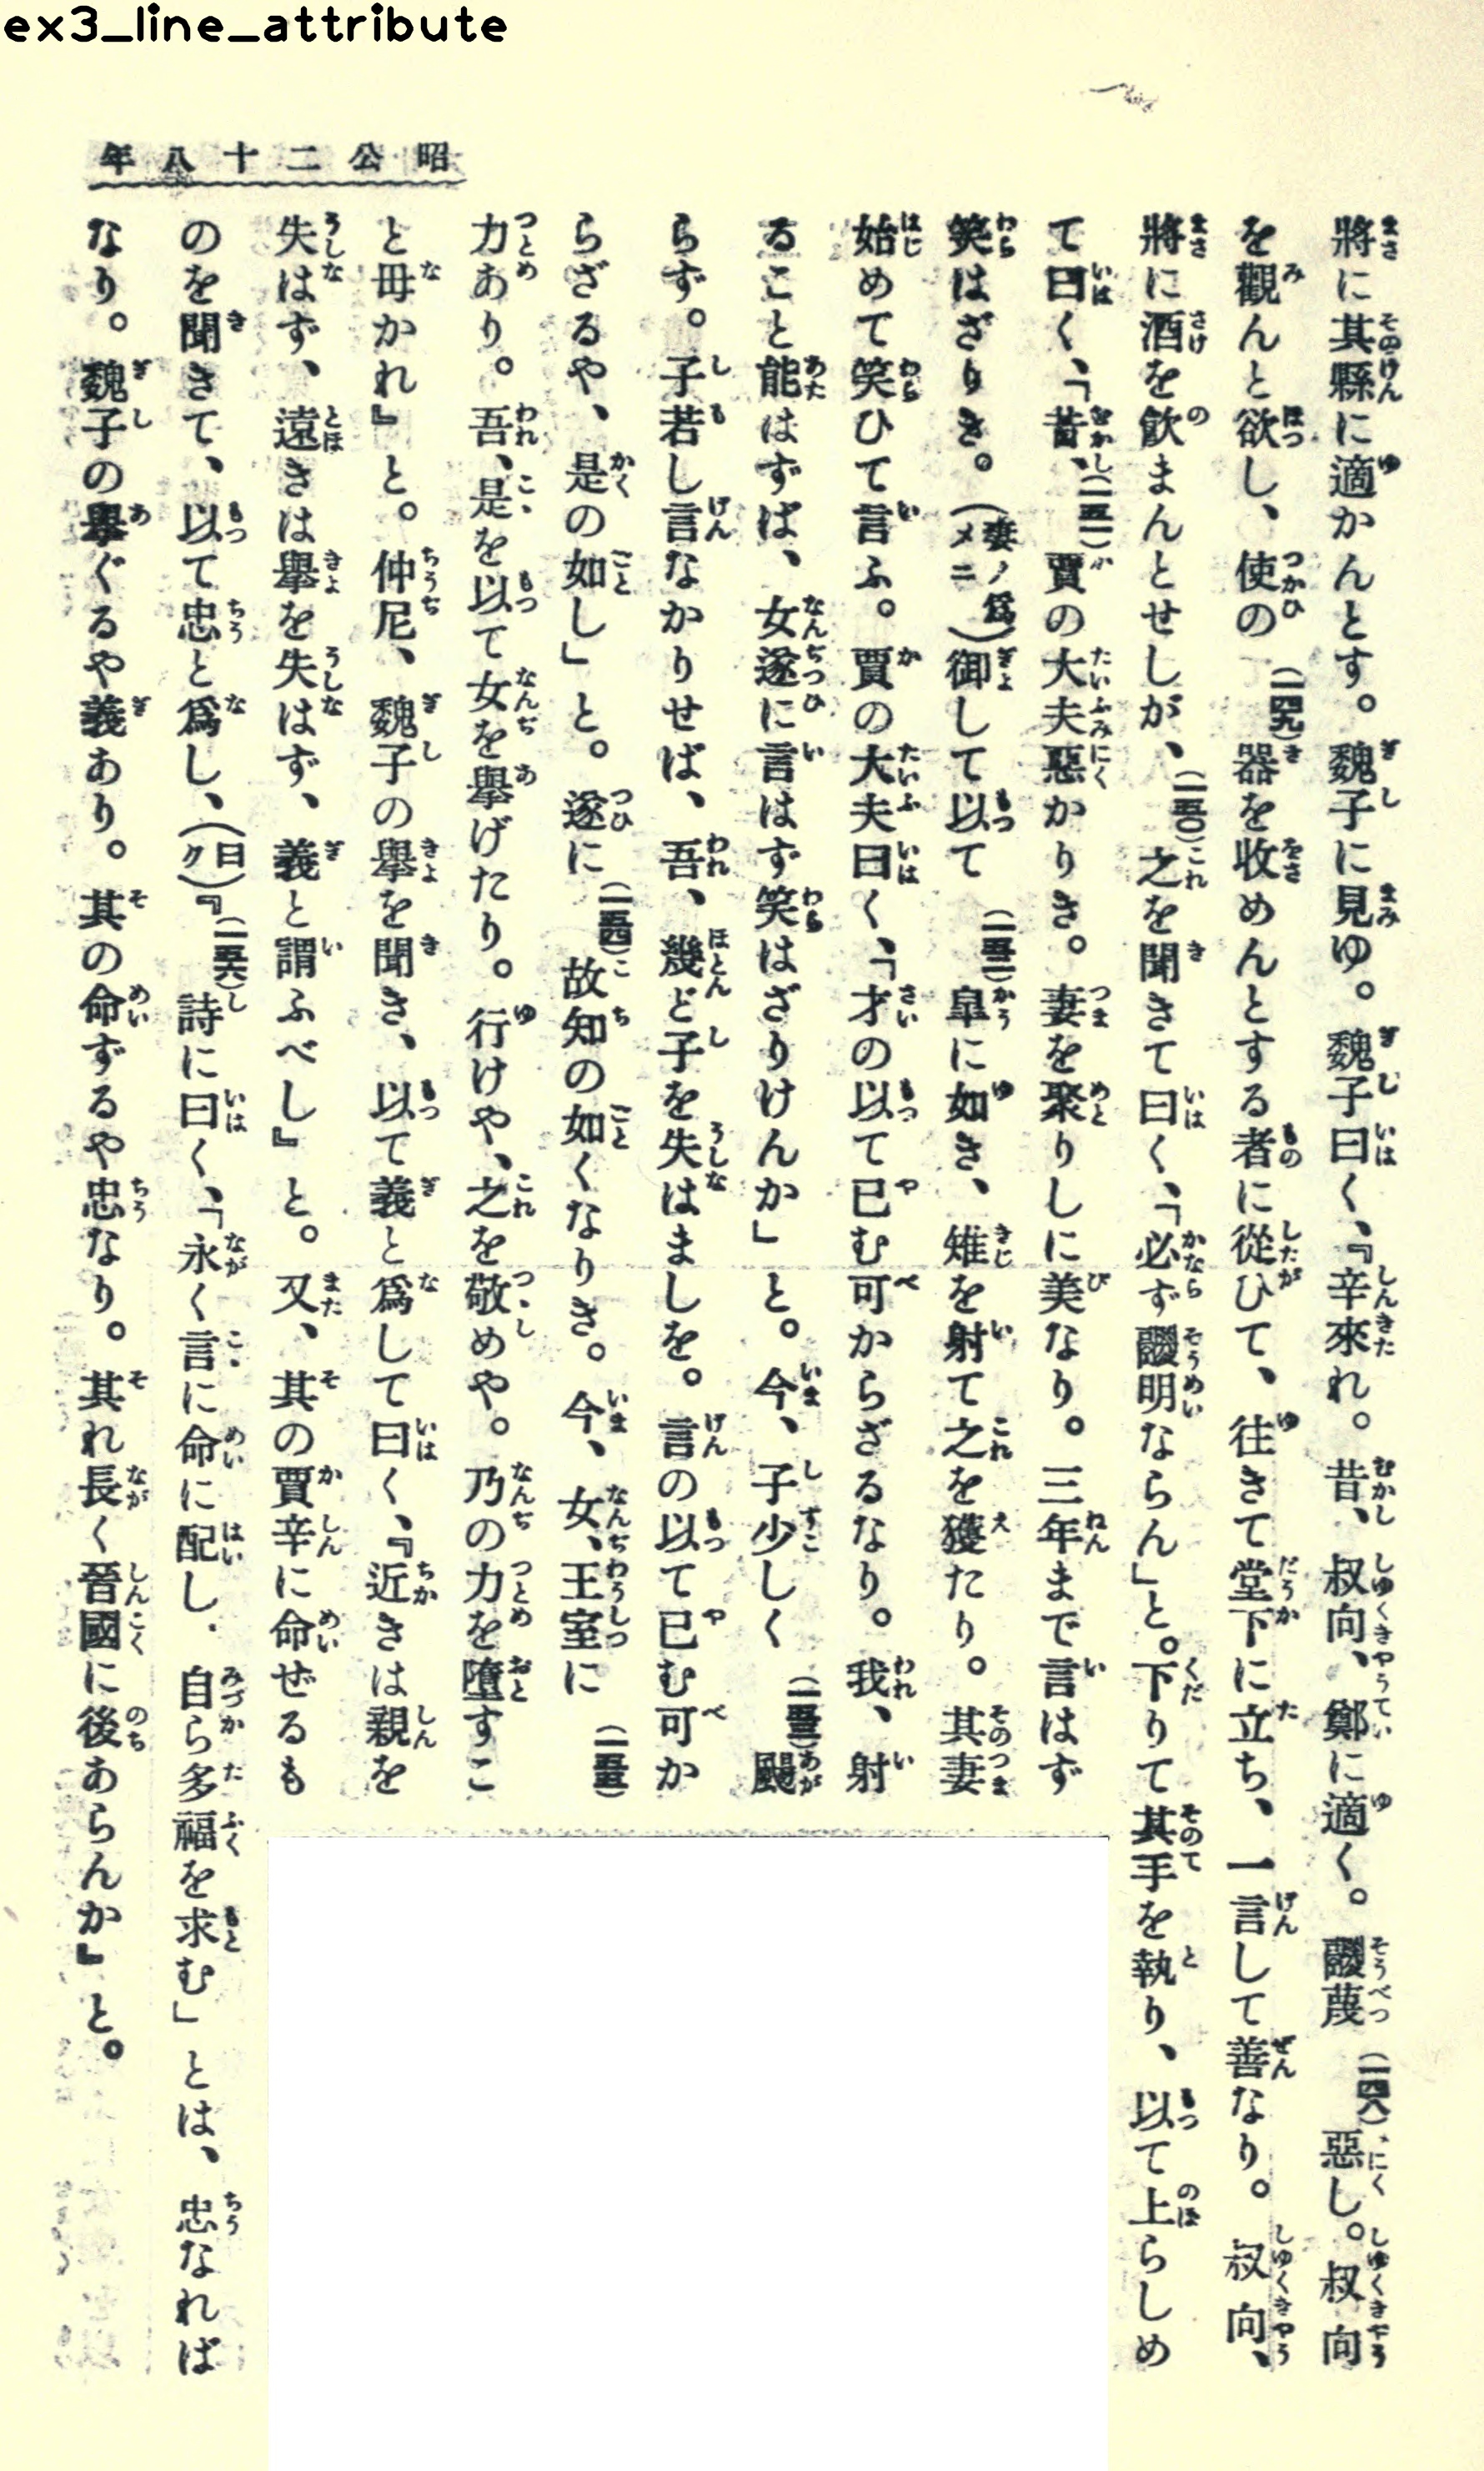 ex3_line_attribute
昭公二十八年
將に其縣に適かんとす。魏子に見ゆ。魏子曰く、『辛來れ。昔、叔向、鄭に適く。鬷蔑(一四八)惡し。叔向
を觀んと欲し、使の(一四九)器を收めんとする者に從ひて、往きて堂下に立ち、一言して善なり。叔向、
將に酒を飮まんとせしが、(一五〇)之を聞きて曰く、「必ず鬷明ならん」と。下りて其手を執り、以て上らしめ
て曰く、「昔、(一五一)賈の大夫惡かりき。妻を聚りしに美なり。三年まで言はず
笑はざりき。(妻ノ爲メニ)御して以て(一五二)皐に如き、雉を射て之を獲たり。其妻
始めて笑ひて言ふ。賈の大夫曰く、「才の以て已む可からざるなり。我、射
ること能はずば、女遂に言はず笑はざりけんか」と。今、子少しく(一五三)颺
らず。子若し言なかりせば、吾、幾ど子を失はましを。言の以て已む可か
らざるや、是の如し」と。遂に(一五四)故知の如くなりき。今、女、王室に(一五五)
力あり。吾、是を以て女を擧げたり。行けや、之を敬めや。乃の力を墮すこ
と毋かれ』と。仲尼、魏子の擧を聞き、以て義と爲して曰く、『近きは親を
失はず、遠きは擧を失はず、義と謂ふべし』と。又、其の賈辛に命ぜるも
のを聞きて、以て忠と爲し、(曰ク)『(一五六)詩に曰く、「永く言に命に配し．自ら多福を求む」とは、忠なれば
なり。魏子の擧ぐるや義あり。其の命ずるや忠なり。其れ長く晉國に後あらんか』と。